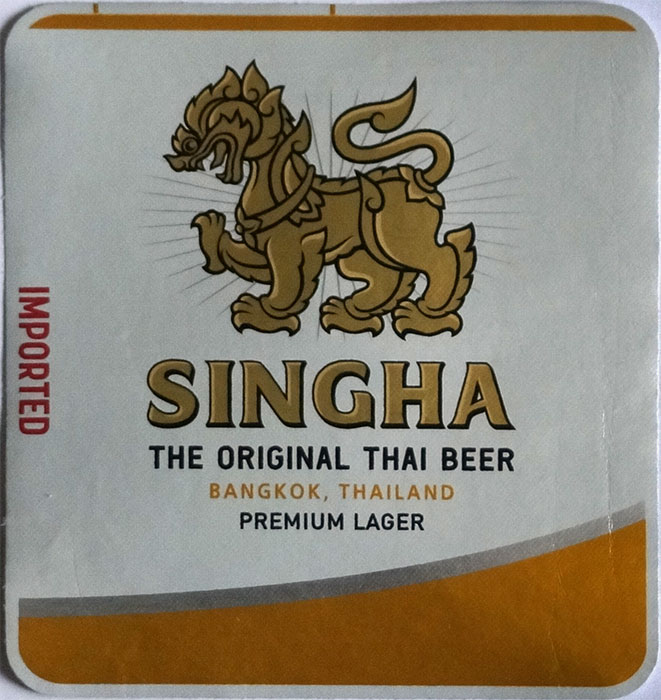 IMPORTED
SINGHA
THE ORIGINAL THAI BEER
BANGKOK, THAILAND
PREMIUM LAGER